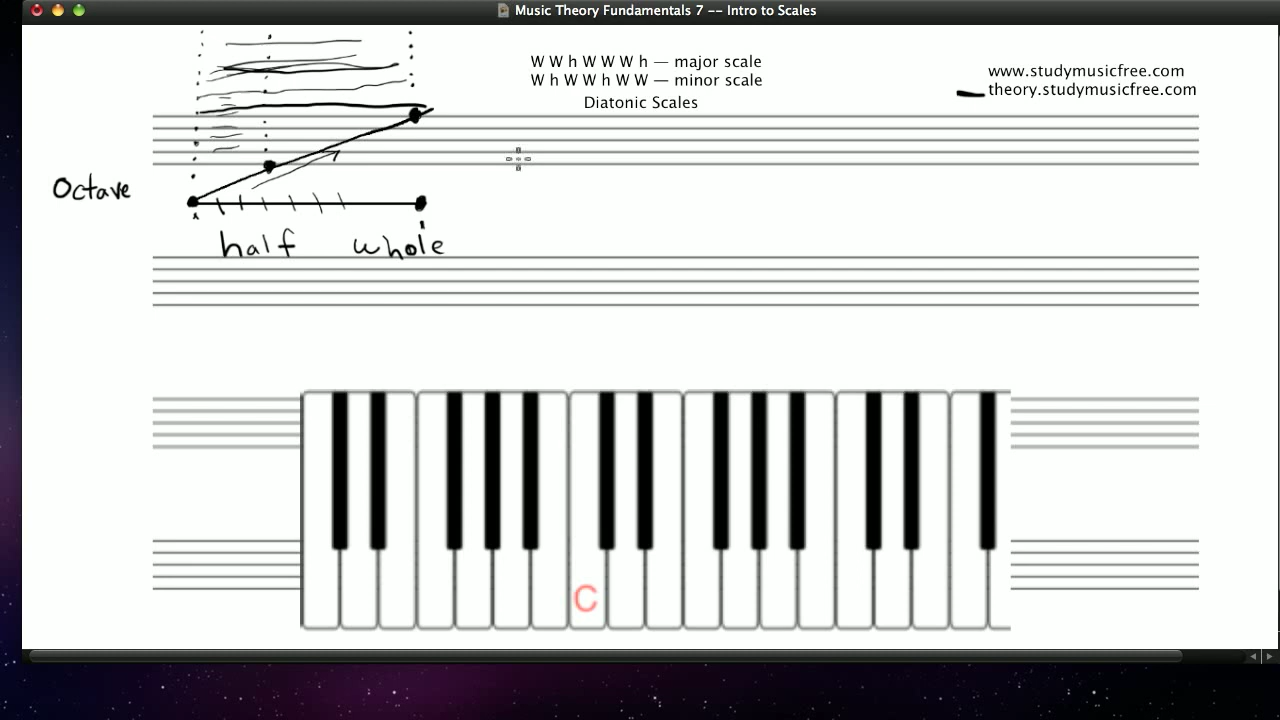 Music Theory Fundamentals 7 -- Intro to Scales
W W h W W W h — major scale
W h W W h W W — minor scale
Diatonic Scales
www.studymusicfree.com
theory.studymusicfree.com
Octave
half whole
C